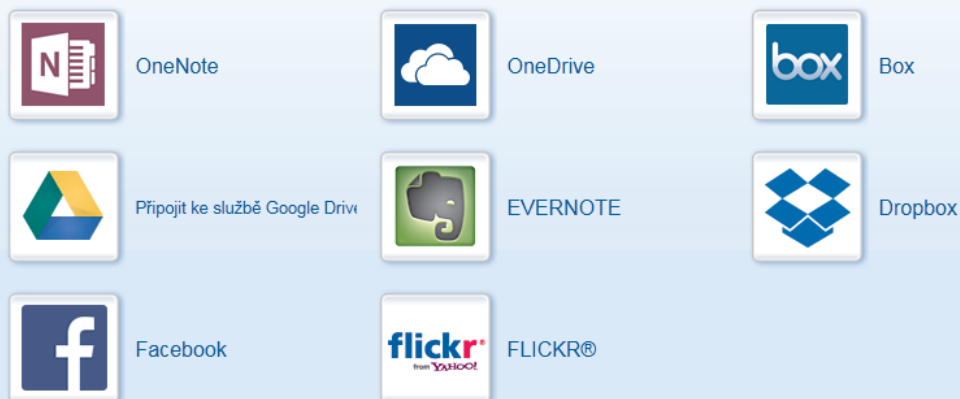 N
OneNote
OneDrive
box
Box
Připojit ke službě Google Drive
EVERNOTE
Dropbox
f
Facebook
flickr
from YAHOO!
FLICKR®